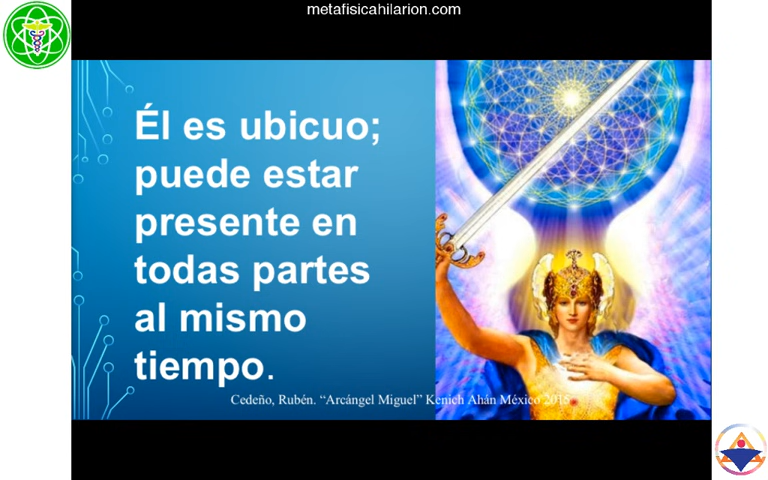 metafisicahilarion.com
Él es ubicuo;
puede estar
presente en
todas partes
al mismo
tiempo.
Cedeño, Rubén. “Arcángel Miguel” Kenich Ahán México 2015